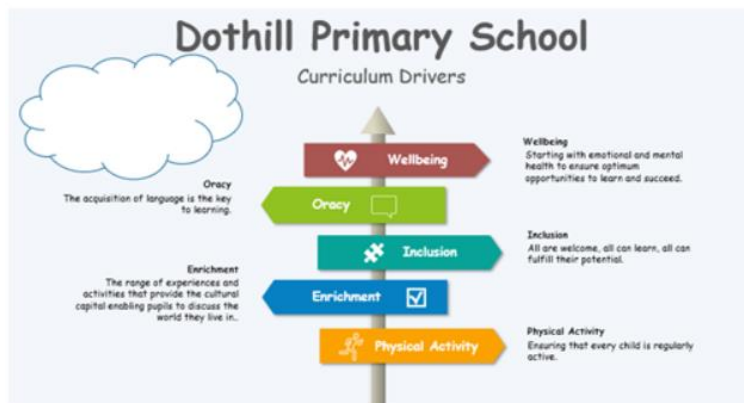 Dothill Primary School
Curriculum Drivers
Wellbeing
Wellbeing
Starting with emotional and mental
health to ensure optimum
opportunities to learn and succeed.
Oracy
The acquisition of language is the key
to learning.
Oracy
Inclusion
Inclusion
All are welcome, all can learn, all can
fulfill their potential.
Enrichment
The range of experiences and
activities that provide the cultural
capital enabling pupils to discuss the
world they live in..
Enrichment
Physical Activity
Physical Activity
Ensuring that every child is regularly
active.